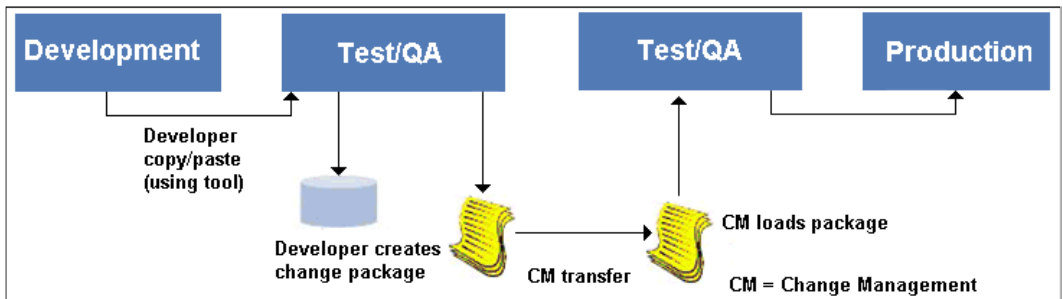 Development
Test/QA
Test/QA
Production
Developer
copy/paste
(using tool)
Developer creates
change package
CM transfer
CM loads package
CM = Change Management